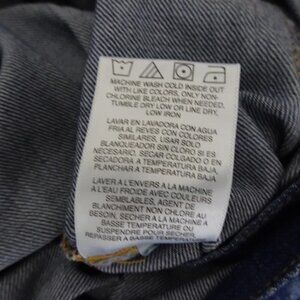 MACHINE WASH COLD INSIDE OUT
WITH LIKE COLORS, ONLY NON-
CHLORINE BLEACH WHEN NEEDED,
TUMBLE DRY LOW OR LINE DRY,
LOW IRON
LAVAR EN LAVADORA CON AGUA
FRIA AL REVES CON COLORES
SIMILARES, USAR SOLO
BLANQUEADOR SIN CLORO SI ES
NECESARIO. SECAR COLGADO O EN
SECADORA A TEMPERATURA BAJA,
PLANCHAR A TEMPERATURA BAJA.
LAVER A L'ENVERS A LA MACHINE
A L'EAU FROIDE AVEC COULEURS
SEMBLABLES, AGENT DE
BLANCHIMENT NON CHLORU AU
BESOIN, SECHER A LA MACHINE A
BASSE TEMPERATURE OU
SUSPENDRE POUR SECHER,
REPASSER A BASSE TEMPERATURE